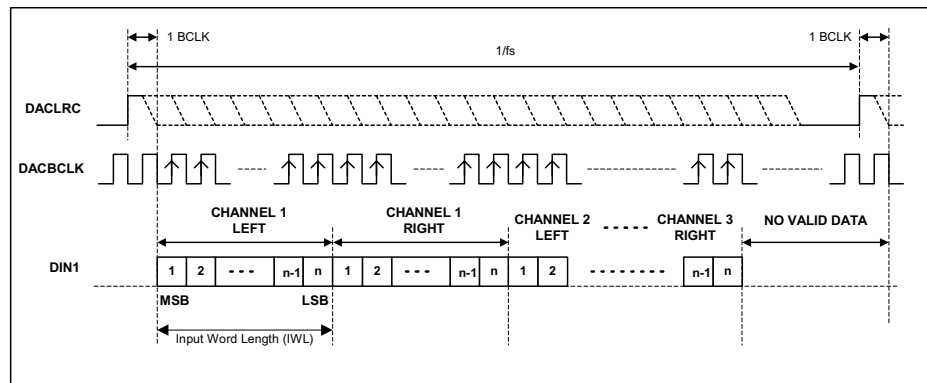 1 BCLK
1 BCLK
1/fs
DACLRC
DACBCLK
CHANNEL 1 LEFT
CHANNEL 1 RIGHT
CHANNEL 2 LEFT
CHANNEL 3 RIGHT
NO VALID DATA
DIN1
1 2 n-1 n 1 2 n-1 n 1 2 n-1 n
MSB LSB
Input Word Length (IWL)